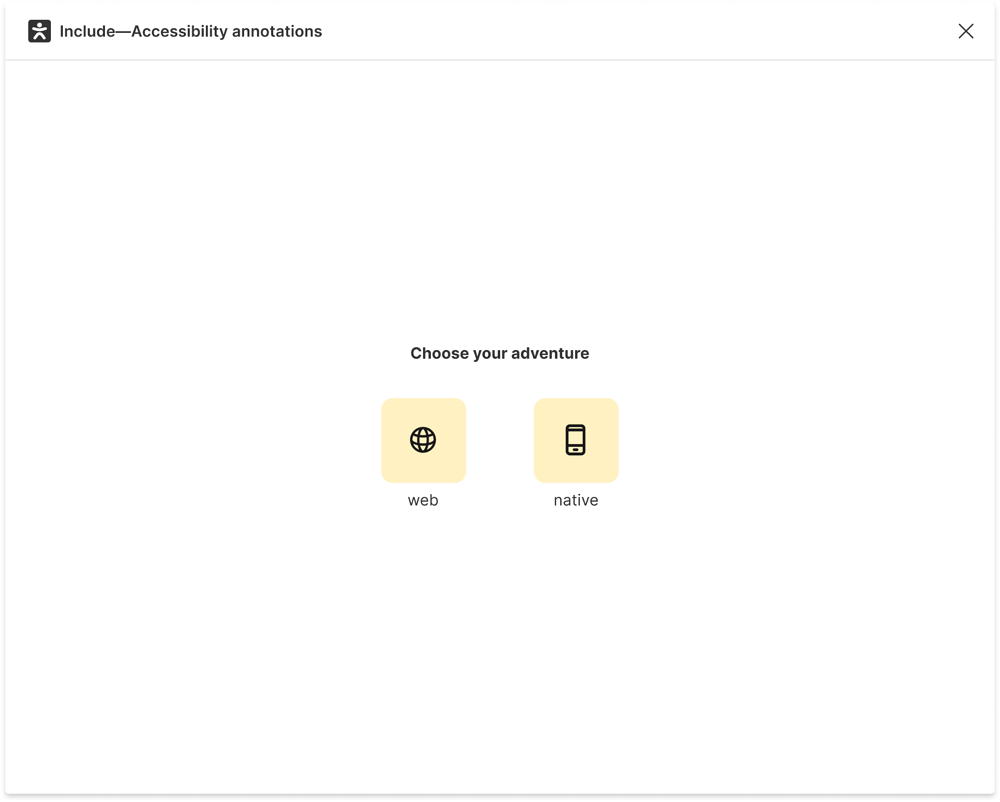 Include—Accessibility annotations
Choose your adventure
web
native